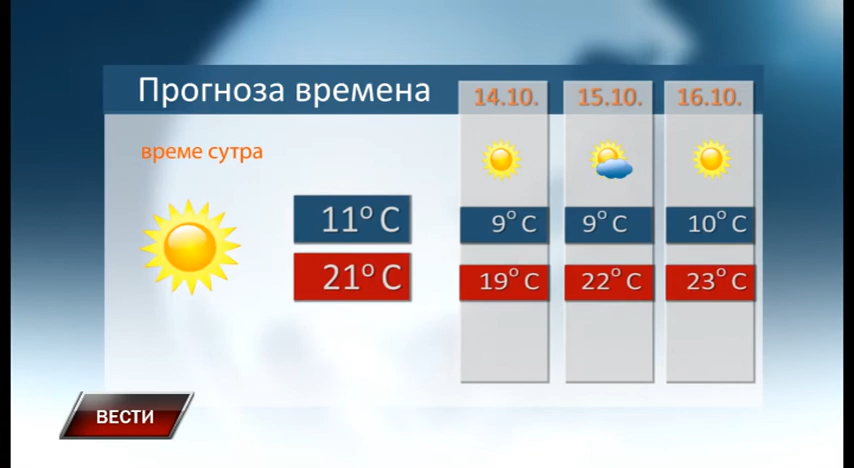 Прогноза времена
14.10. 15.10. 16.10.
време сутра
11° C 9° C 9° C 10° C
21° C 19° C 22° C 23° C
ВЕСТИ